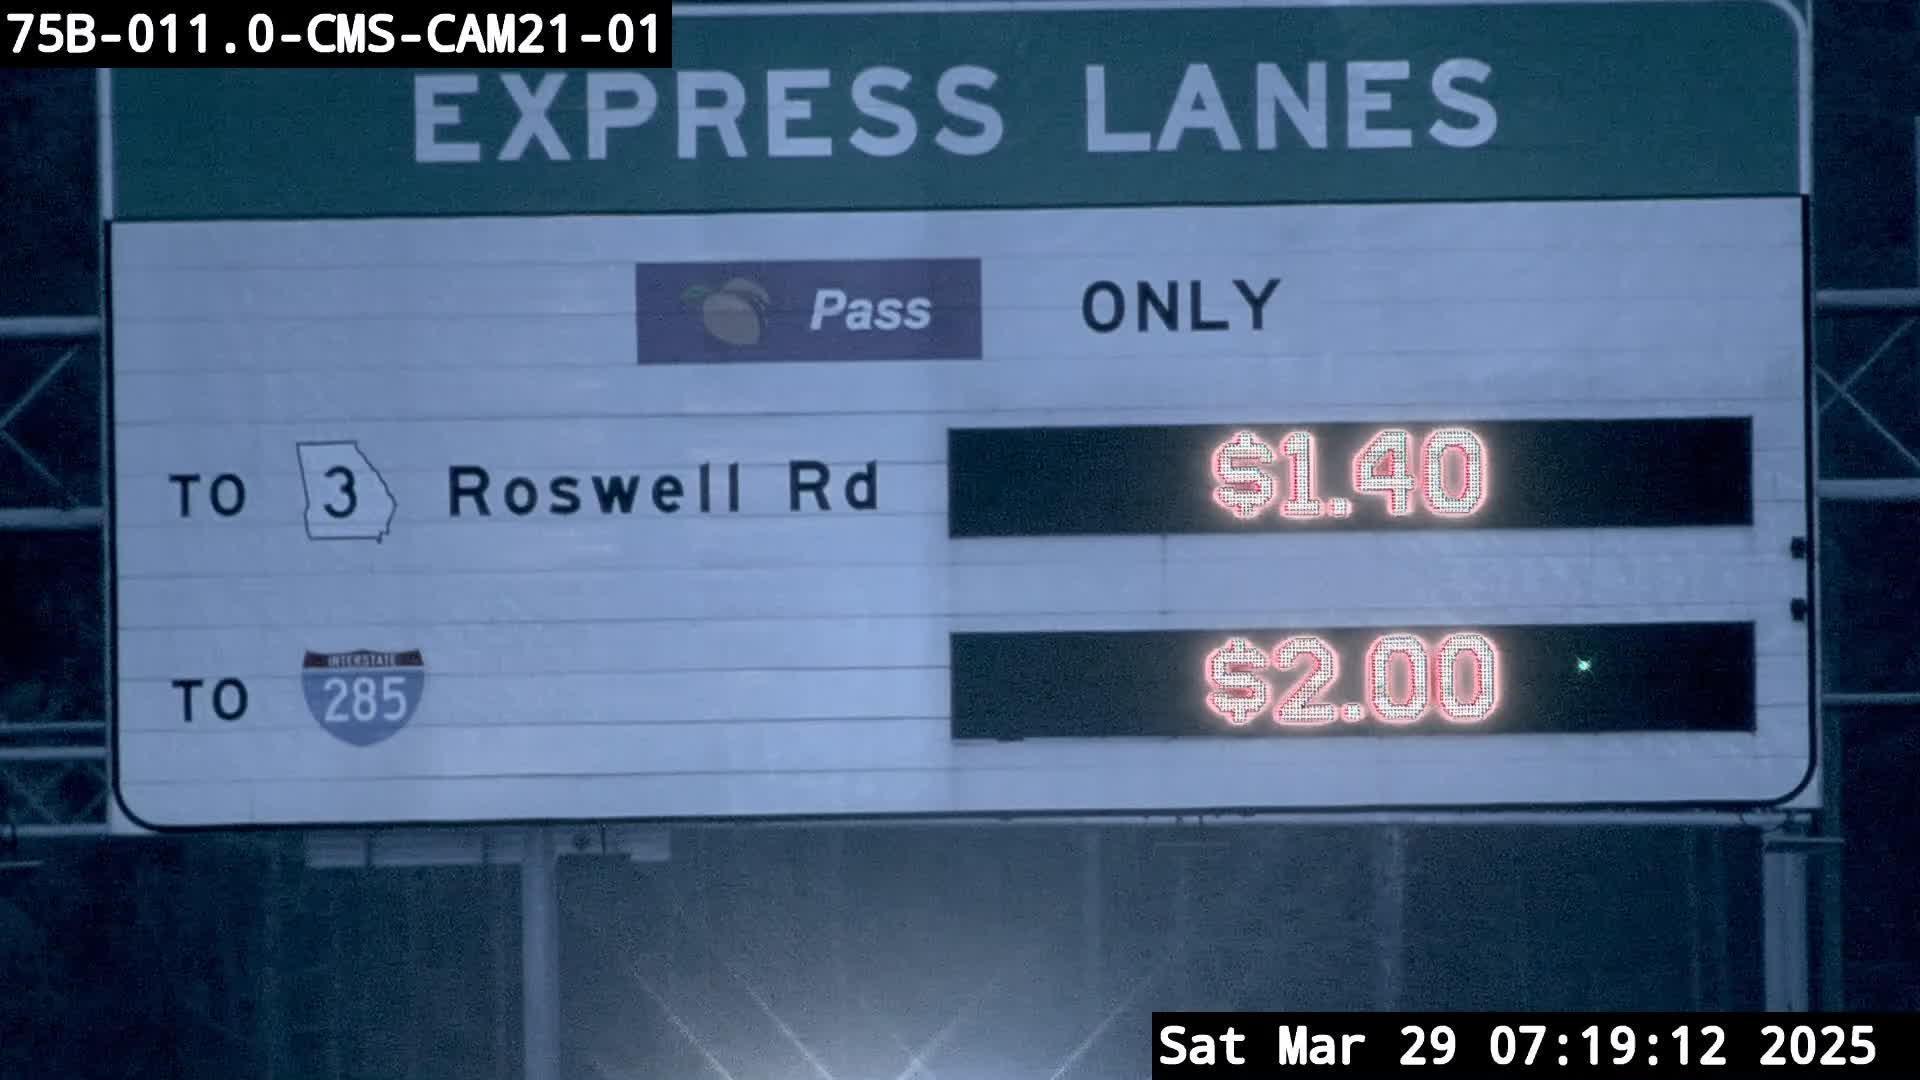 75B-011.0-CMS-CAM21-01
EXPRESS LANES
Pass ONLY
TO 3 Roswell Rd $1.40
TO INTERSTATE 285 $2.00
Sat Mar 29 07:19:12 2025